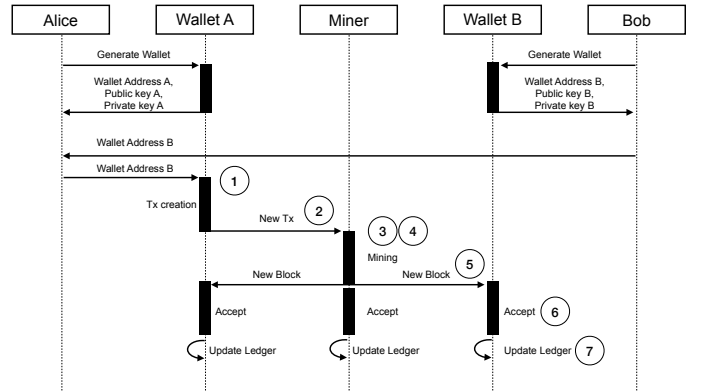 Alice
Wallet A
Miner
Wallet B
Bob
Generate Wallet
Generate Wallet
Wallet Address A,
Public key A,
Private key A
Wallet Address B,
Public key B,
Private key B
Wallet Address B
Wallet Address B
1
Tx creation
New Tx
2
3
4
Mining
5
New Block
New Block
Accept
Accept
Accept
6
Update Ledger
Update Ledger
Update Ledger
7